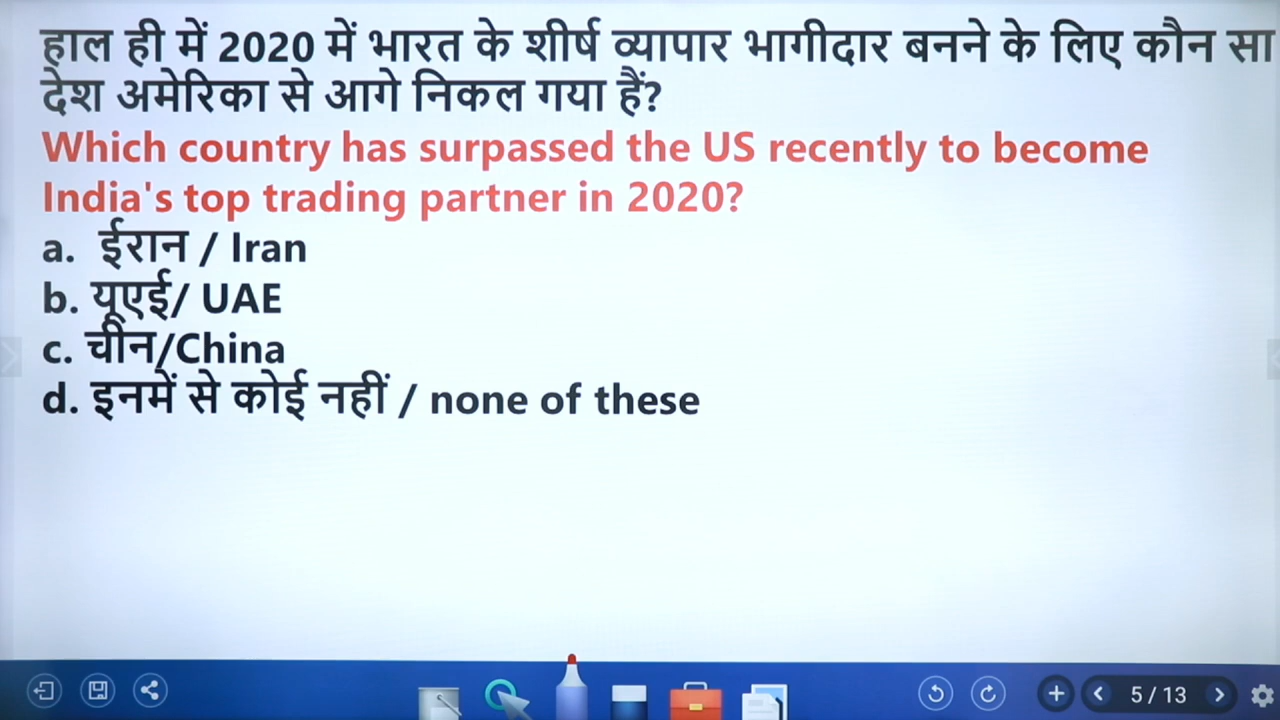 हाल ही में 2020 में भारत के शीर्ष व्यापार भागीदार बनने के लिए कौन सा
देश अमेरिका से आगे निकल गया हैं?
Which country has surpassed the US recently to become
India's top trading partner in 2020?
a. ईरान / Iran
b. यूएई/ UAE
c. चीन/China
d. इनमें से कोई नहीं / none of these
5 / 13